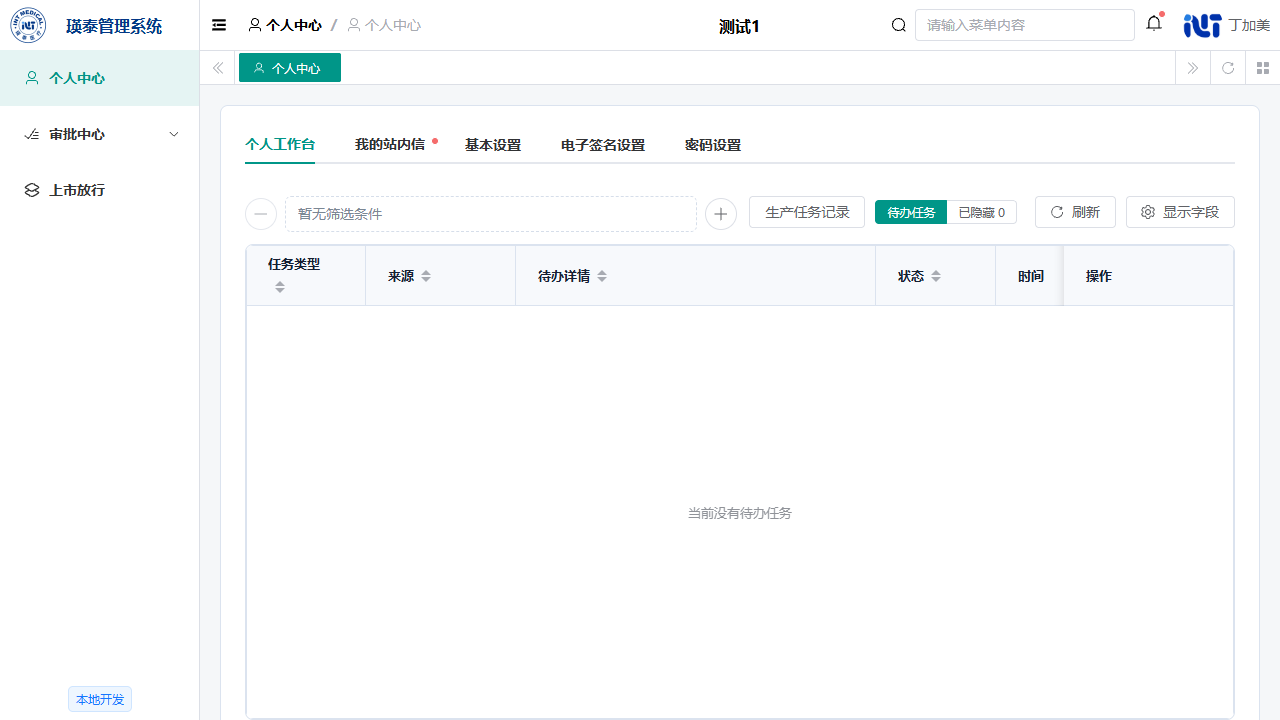 瑛泰管理系统
个人中心 / 个人中心
测试1
请输入菜单内容
丁加美
个人中心
审批中心
上市放行
个人中心
个人工作台 我的站内信 基本设置 电子签名设置 密码设置
暂无筛选条件 生产任务记录 待办任务 已隐藏 0 刷新 显示字段
任务类型 来源 待办详情 状态 时间 操作
当前没有待办任务
本地开发